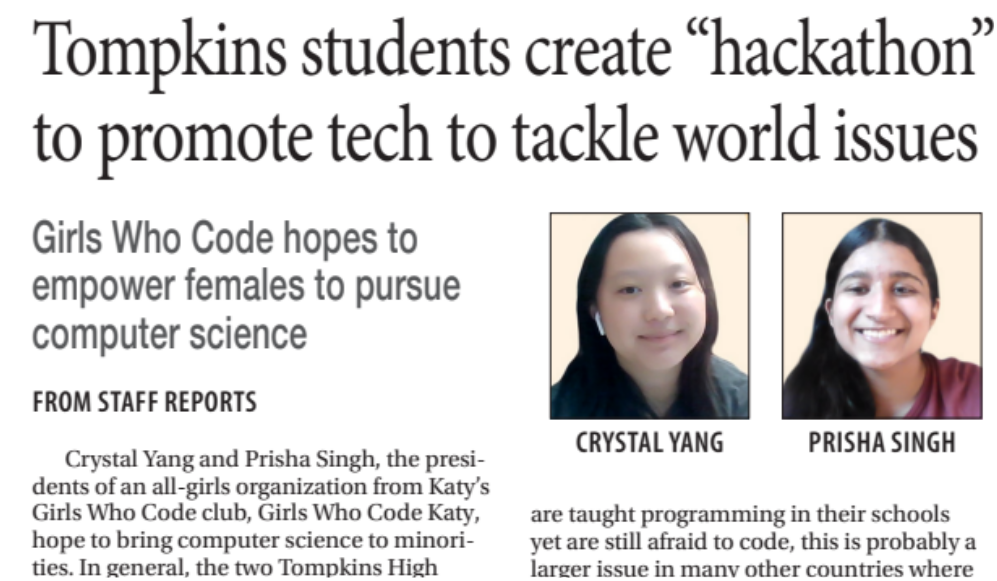 Tompkins students create “hackathon”
to promote tech to tackle world issues
Girls Who Code hopes to
empower females to pursue
computer science
FROM STAFF REPORTS
Crystal Yang and Prisha Singh, the presi-
dents of an all-girls organization from Katy’s
Girls Who Code club, Girls Who Code Katy,
hope to bring computer science to minori-
ties. In general, the two Tompkins High
CRYSTAL YANG
PRISHA SINGH
are taught programming in their schools
yet are still afraid to code, this is probably a
larger issue in many other countries where